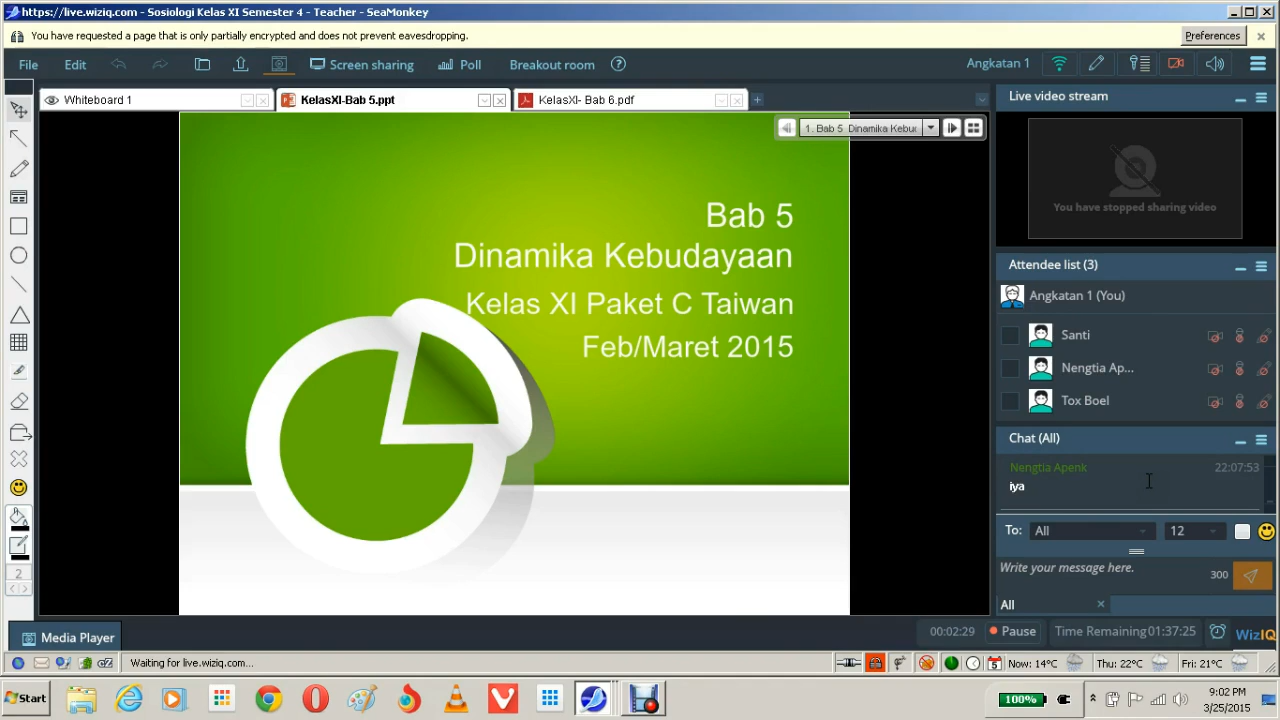 https://live.wiziq.com - Sosiologi Kelas XI Semester 4 - Teacher - SeaMonkey
You have requested a page that is only partially encrypted and does not prevent eavesdropping.
Preferences
File
Edit
Screen sharing
Poll
Breakout room
Angkatan 1
Whiteboard 1
KelasXI-Bab 5.ppt
KelasXI- Bab 6.pdf
Live video stream
1. Bab 5 Dinamika Kebu
You have stopped sharing video
Bab 5
Dinamika Kebudayaan
Kelas XI Paket C Taiwan
Feb/Maret 2015
Attendee list (3)
Angkatan 1 (You)
Santi
Nengtia Ap...
Tox Boel
Chat (All)
Nengtia Apenk
22:07:53
iya
To:
All
12
Write your message here.
300
All
2
Media Player
00:02:29
Pause
Time Remaining 01:37:25
WizIQ
Waiting for live.wiziq.com...
Now: 14°C
Thu: 22°C
Fri: 21°C
Start
100%
9:02 PM
3/25/2015